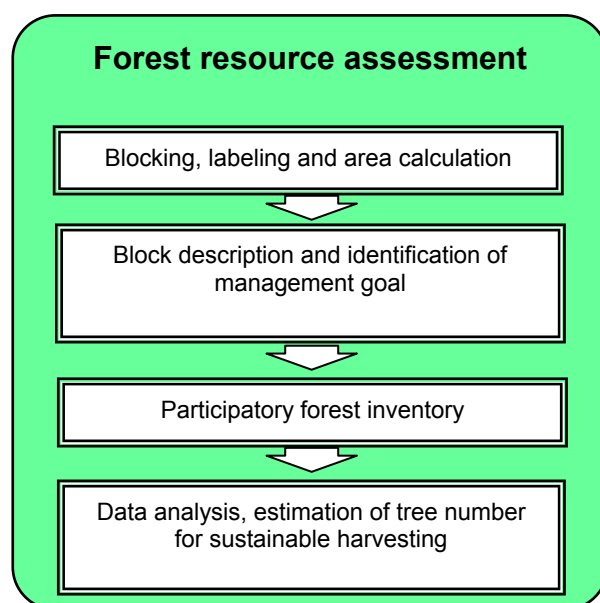 Forest resource assessment
Blocking, labeling and area calculation
Block description and identification of
management goal
Participatory forest inventory
Data analysis, estimation of tree number
for sustainable harvesting